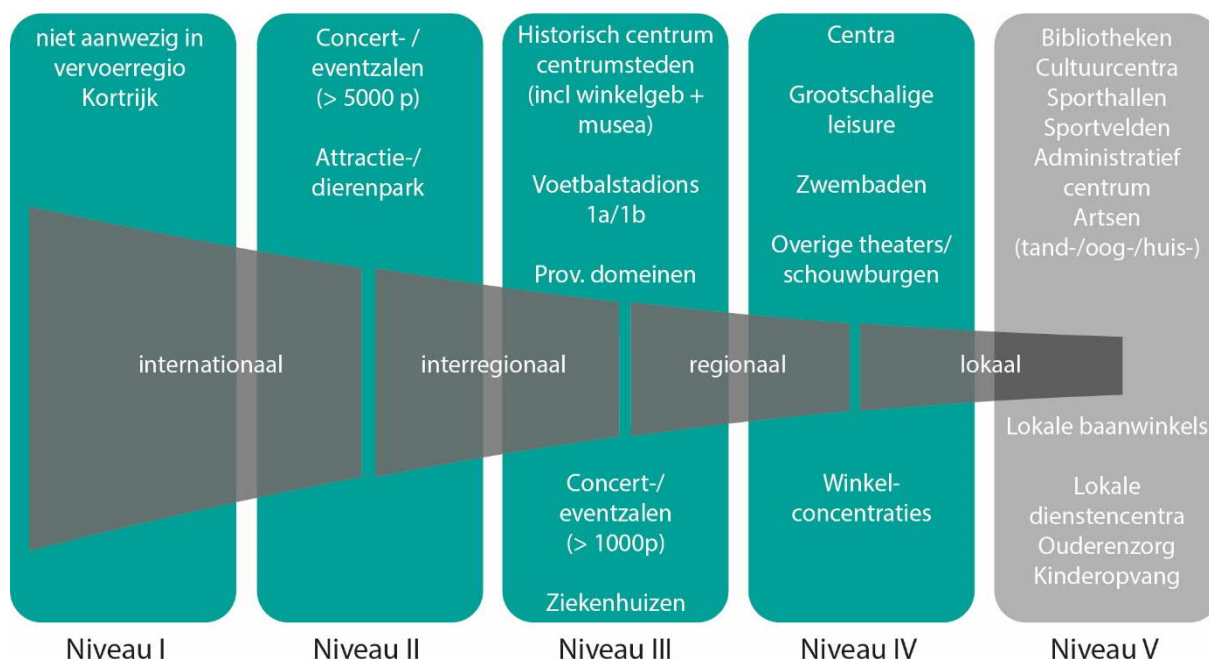 niet aanwezig in
vervoerregio
Kortrijk
Concert- /
eventzalen
(> 5000 p)
Attractie-/
dierenpark
Historisch centrum
centrumsteden
(incl winkelgeb +
musea)
Voetbalstadions
1a/1b
Prov. domeinen
Centra
Grootschalige
leisure
Zwembaden
Overige theaters/
schouwburgen
Bibliotheken
Cultuurcentra
Sporthallen
Sportvelden
Administratief
centrum
Artsen
(tand-/oog-/huis-)
internationaal
interregionaal
regionaal
lokaal
Concert-/
eventzalen
(> 1000p)
Ziekenhuizen
Winkel-
concentraties
Lokale baanwinkels
Lokale
dienstencentra
Ouderenzorg
Kinderopvang
Niveau I
Niveau II
Niveau III
Niveau IV
Niveau V